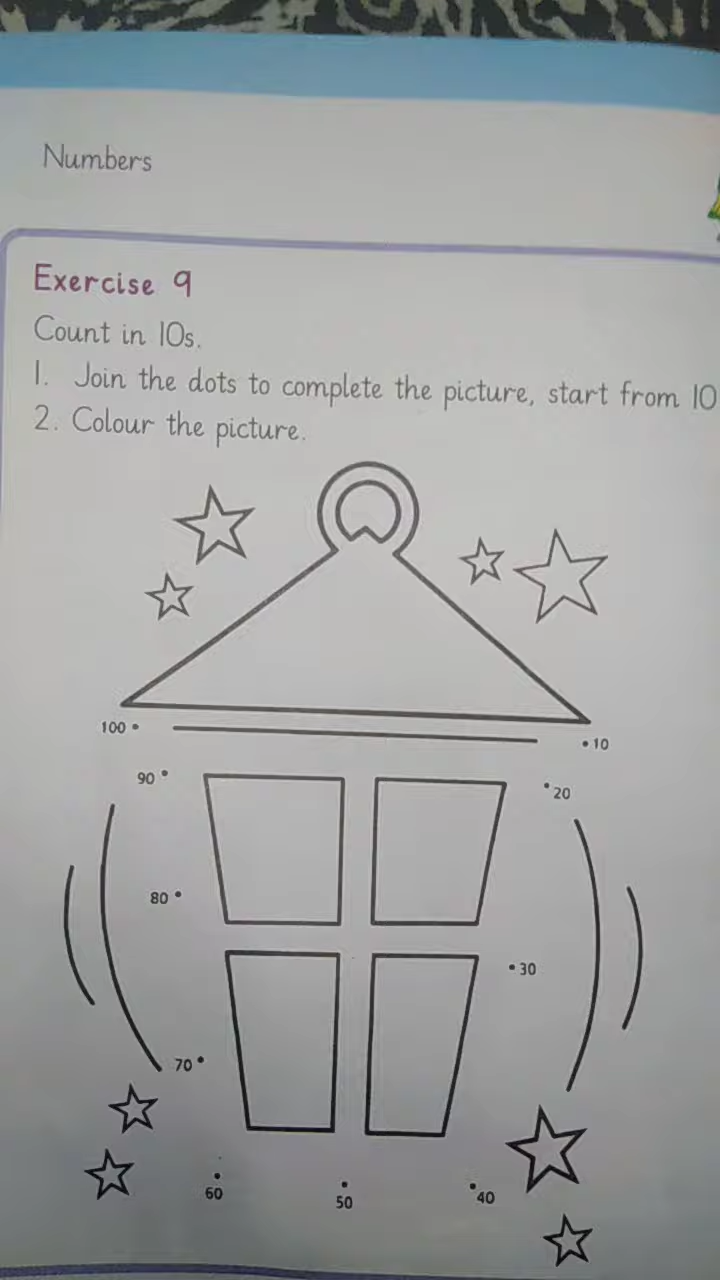 Numbers
Exercise 9
Count in 10s.
1. Join the dots to complete the picture, start from 10
2. Colour the picture.
100
10
90
20
80
30
70
60
50
40